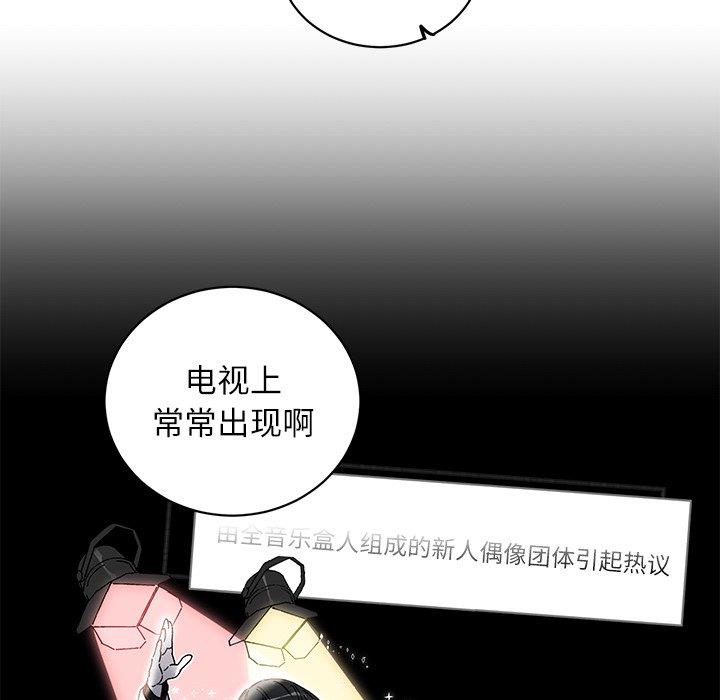 电视上
常常出现啊
由全音乐盒人组成的新人偶像团体引起热议